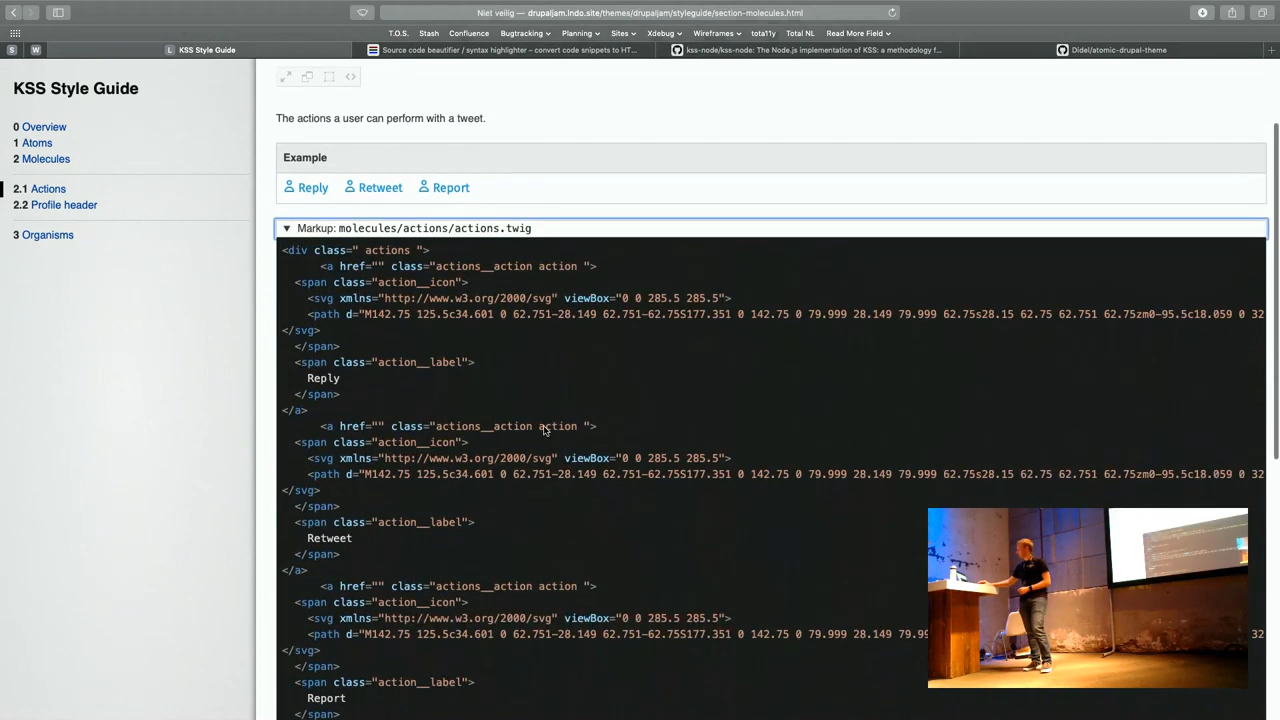 Niet veilig — drupaljam.lndo.site/themes/drupaljam/styleguide/section-molecules.html
T.O.S. Stash Confluence Bugtracking Planning Sites Xdebug Wireframes tota11y Total NL Read More Field
S W L KSS Style Guide Source code beautifier / syntax highlighter – convert code snippets to HT... kss-node/kss-node: The Node.js implementation of KSS: a methodology f... Didel/atomic-drupal-theme
KSS Style Guide
0 Overview
1 Atoms
2 Molecules
2.1 Actions
2.2 Profile header
3 Organisms
The actions a user can perform with a tweet.
Example
Reply Retweet Report
▼ Markup: molecules/actions/actions.twig
<div class=" actions ">
<a href="" class="actions__action action ">
<span class="action__icon">
<svg xmlns="http://www.w3.org/2000/svg" viewBox="0 0 285.5 285.5">
<path d="M142.75 125.5c34.601 0 62.751-28.149 62.751-62.75S177.351 0 142.75 0 79.999 28.149 79.999 62.75s28.15 62.75 62.751 62.75zm0-95.5c18.059 0 32
</svg>
</span>
<span class="action__label">
Reply
</span>
</a>
<a href="" class="actions__action action ">
<span class="action__icon">
<svg xmlns="http://www.w3.org/2000/svg" viewBox="0 0 285.5 285.5">
<path d="M142.75 125.5c34.601 0 62.751-28.149 62.751-62.75S177.351 0 142.75 0 79.999 28.149 79.999 62.75s28.15 62.75 62.751 62.75zm0-95.5c18.059 0 32
</svg>
</span>
<span class="action__label">
Retweet
</span>
</a>
<a href="" class="actions__action action ">
<span class="action__icon">
<svg xmlns="http://www.w3.org/2000/svg" viewBox="0 0 285.5 285.5">
<path d="M142.75 125.5c34.601 0 62.751-28.149 62.751-62.75S177.351 0 142.75 0 79.999 28.149 79.9 32
</svg>
</span>
<span class="action__label">
Report
</span>